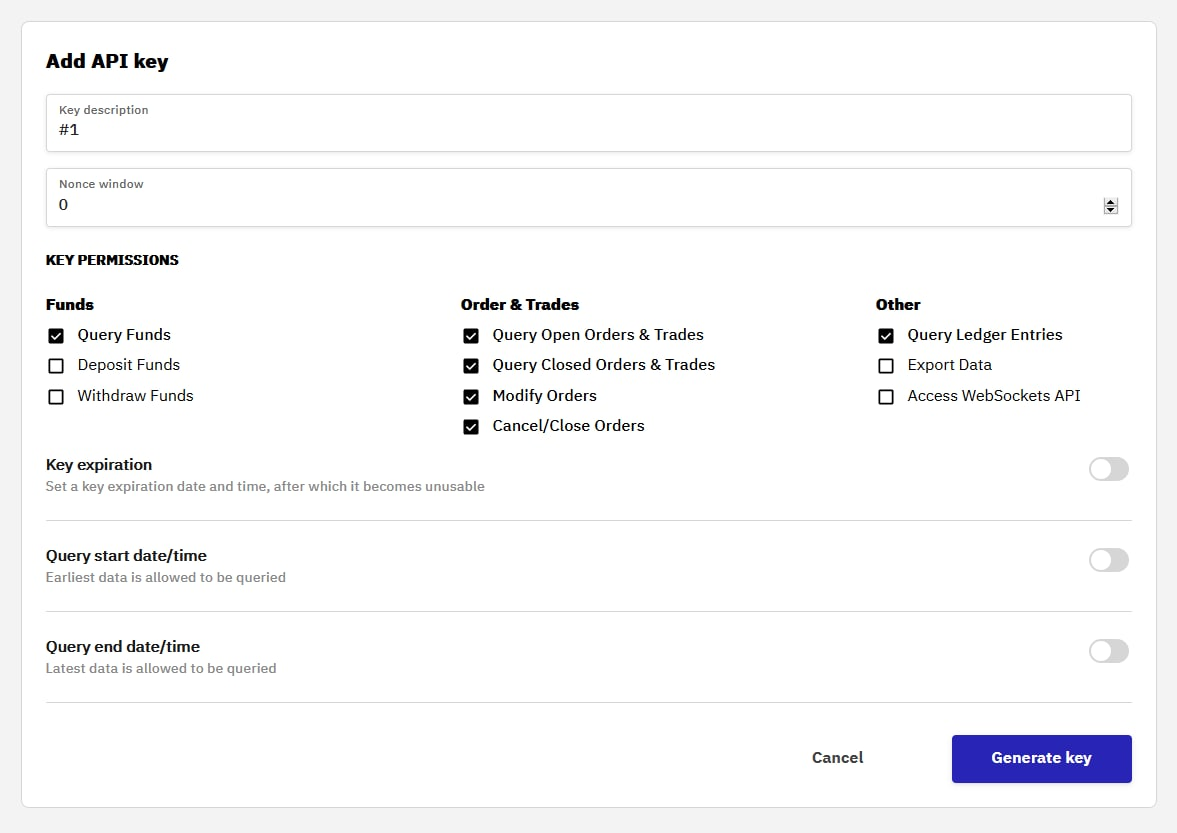 Add API key
Key description
#1
Nonce window
0
KEY PERMISSIONS
Funds
Query Funds
Deposit Funds
Withdraw Funds
Order & Trades
Query Open Orders & Trades
Query Closed Orders & Trades
Modify Orders
Cancel/Close Orders
Other
Query Ledger Entries
Export Data
Access WebSockets API
Key expiration
Set a key expiration date and time, after which it becomes unusable
Query start date/time
Earliest data is allowed to be queried
Query end date/time
Latest data is allowed to be queried
Cancel
Generate key